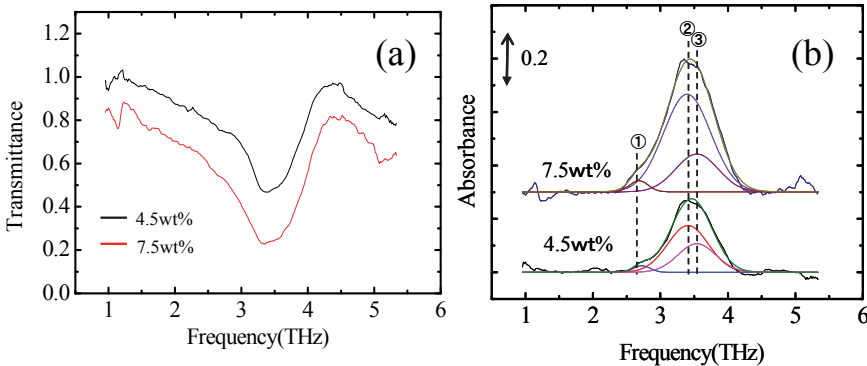 (a)
Transmittance
1.2
1.0
0.8
0.6
0.4
0.2
0.0
4.5wt%
7.5wt%
1 2 3 4 5 6
Frequency(THz)
(b)
Absorbance
0.2
①
②
③
7.5wt%
4.5wt%
1 2 3 4 5 6
Frequency(THz)